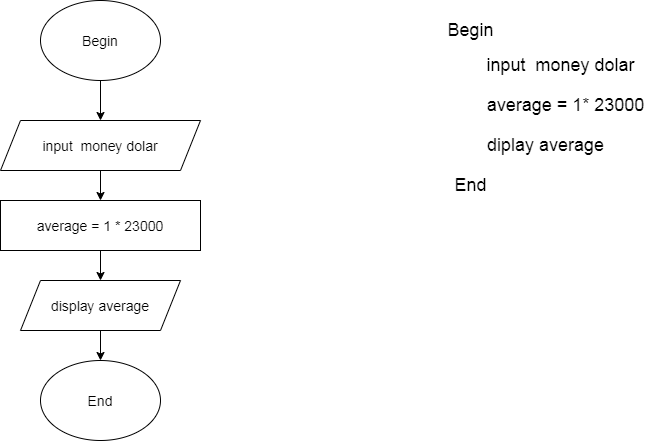 Begin
input  money dolar
average = 1 * 23000
display average
End
Begin
input  money dolar
average = 1* 23000
diplay average
End